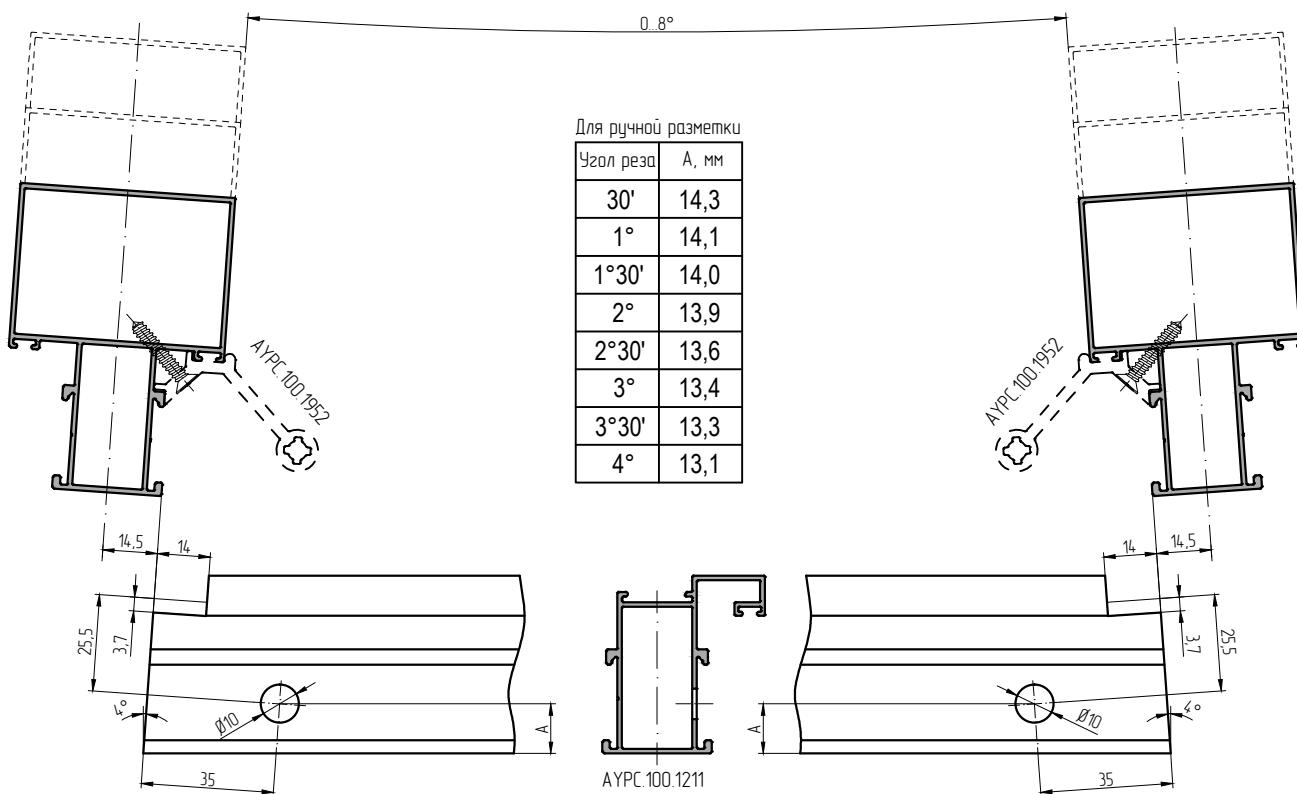 0...8°
Для ручной разметки
Угол реза A, мм
30' 14,3
1° 14,1
1°30' 14,0
2° 13,9
2°30' 13,6
3° 13,4
3°30' 13,3
4° 13,1
AYPC.100.1952
AYPC.100.1952
14,5 14
14 14,5
25,5
3,7
3,7
25,5
4°
Ø10
A
A
Ø10
4°
35
AYPC.100.1211
35